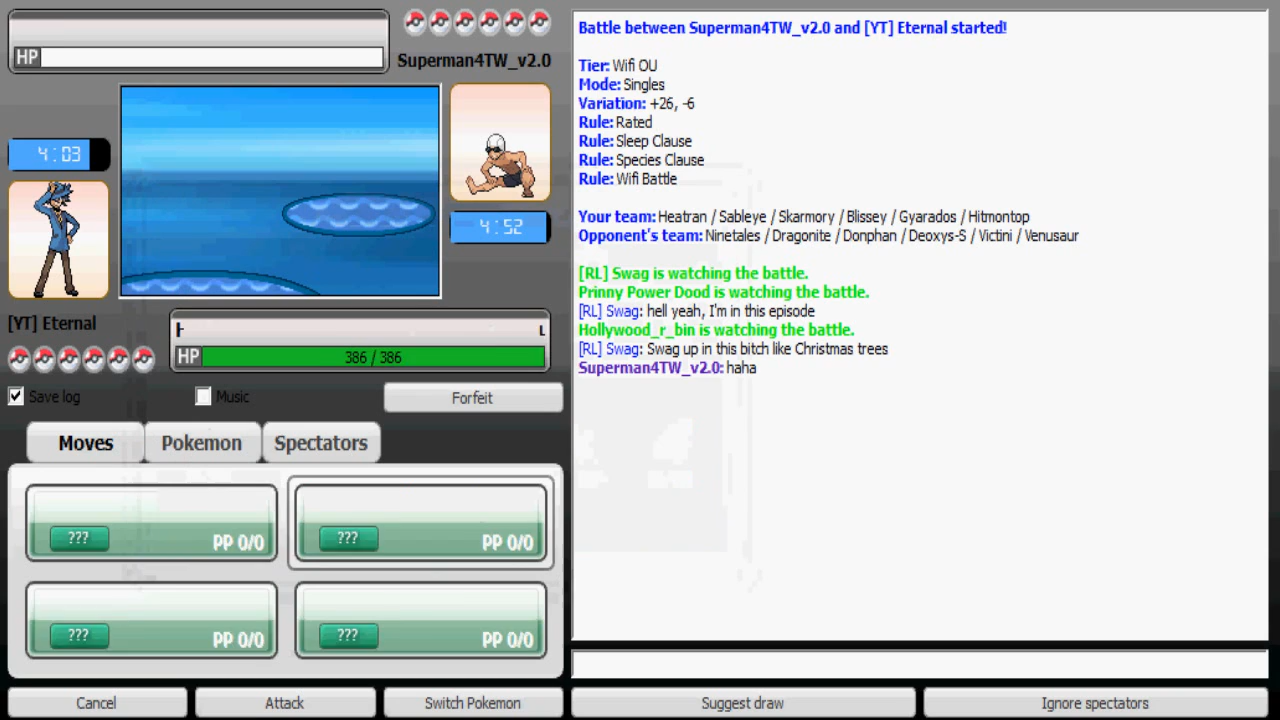 HP
Superman4TW_v2.0
4:03
4:52
[YT] Eternal
HP
386 / 386
Save log
Music
Forfeit
Moves
Pokemon
Spectators
???
PP 0/0
???
PP 0/0
???
PP 0/0
???
PP 0/0
Cancel
Attack
Switch Pokemon
Battle between Superman4TW_v2.0 and [YT] Eternal started!
Tier: Wifi OU
Mode: Singles
Variation: +26, -6
Rule: Rated
Rule: Sleep Clause
Rule: Species Clause
Rule: Wifi Battle
Your team: Heatran / Sableye / Skarmory / Blissey / Gyarados / Hitmontop
Opponent's team: Ninetales / Dragonite / Donphan / Deoxys-S / Victini / Venusaur
[RL] Swag is watching the battle.
Prinny Power Dood is watching the battle.
[RL] Swag: hell yeah, I'm in this episode
Hollywood_r_bin is watching the battle.
[RL] Swag: Swag up in this bitch like Christmas trees
Superman4TW_v2.0: haha
Suggest draw
Ignore spectators